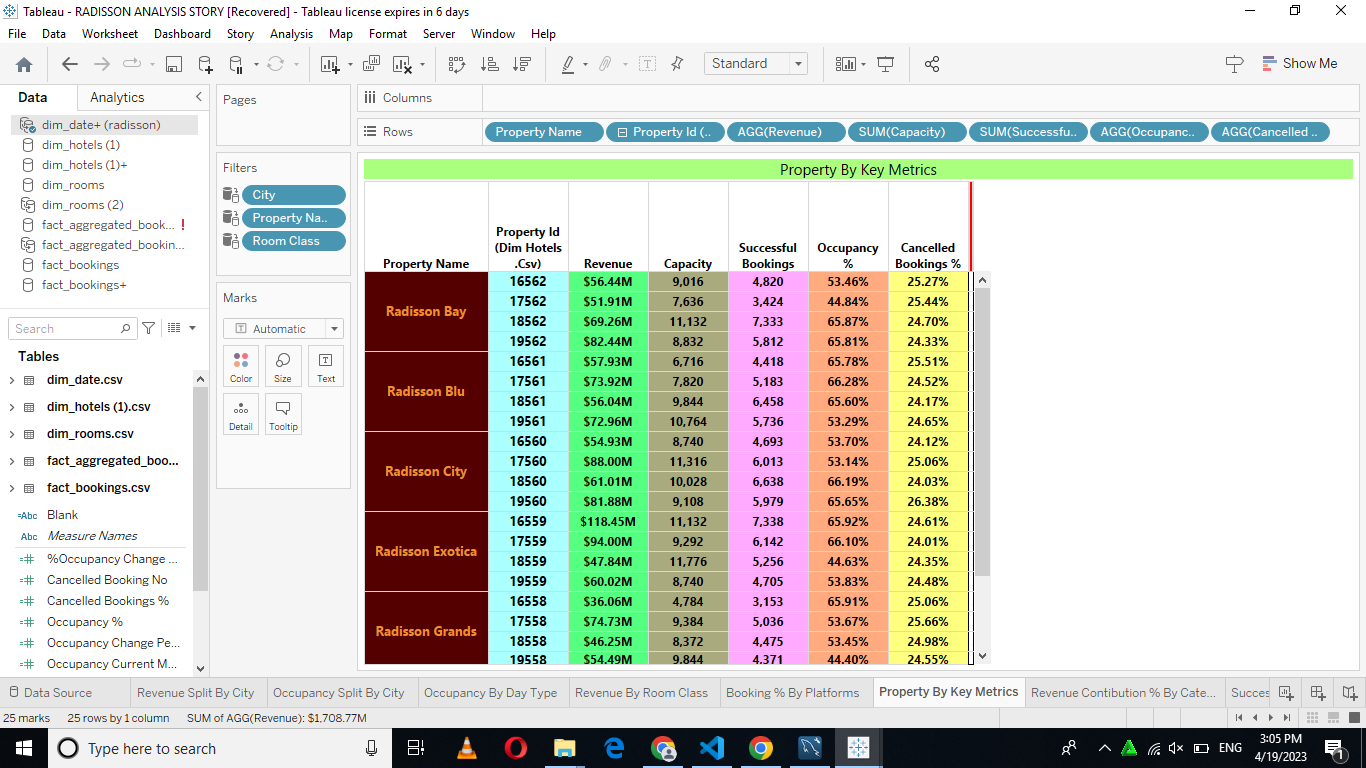 Tableau - RADISSON ANALYSIS STORY [Recovered] - Tableau license expires in 6 days
File Data Worksheet Dashboard Story Analysis Map Format Server Window Help
Standard
Show Me
Data Analytics
dim_date+ (radisson)
dim_hotels (1)
dim_hotels (1)+
dim_rooms
dim_rooms (2)
fact_aggregated_book... !
fact_aggregated_bookin...
fact_bookings
fact_bookings+
Search
Tables
dim_date.csv
dim_hotels (1).csv
dim_rooms.csv
fact_aggregated_boo...
fact_bookings.csv
=Abc Blank
Abc Measure Names
%Occupancy Change ...
Cancelled Booking No
Cancelled Bookings %
Occupancy %
Occupancy Change Pe...
Occupancy Current M...
Pages
Filters
City
Property Na..
Room Class
Marks
Automatic
Color Size Text
Detail Tooltip
Columns
Rows
Property Name Property Id (.. AGG(Revenue) SUM(Capacity) SUM(Successfu.. AGG(Occupanc.. AGG(Cancelled ..
Property By Key Metrics
Property Name Property Id (Dim Hotels .Csv) Revenue Capacity Successful Bookings Occupancy % Cancelled Bookings %
Radisson Bay
16562 $56.44M 9,016 4,820 53.46% 25.27%
17562 $51.91M 7,636 3,424 44.84% 25.44%
18562 $69.26M 11,132 7,333 65.87% 24.70%
19562 $82.44M 8,832 5,812 65.81% 24.33%
Radisson Blu
16561 $57.93M 6,716 4,418 65.78% 25.51%
17561 $73.92M 7,820 5,183 66.28% 24.52%
18561 $56.04M 9,844 6,458 65.60% 24.17%
19561 $72.96M 10,764 5,736 53.29% 24.65%
Radisson City
16560 $54.93M 8,740 4,693 53.70% 24.12%
17560 $88.00M 11,316 6,013 53.14% 25.06%
18560 $61.01M 10,028 6,638 66.19% 24.03%
19560 $81.88M 9,108 5,979 65.65% 26.38%
Radisson Exotica
16559 $118.45M 11,132 7,338 65.92% 24.61%
17559 $94.00M 9,292 6,142 66.10% 24.01%
18559 $47.84M 11,776 5,256 44.63% 24.35%
19559 $60.02M 8,740 4,705 53.83% 24.48%
Radisson Grands
16558 $36.06M 4,784 3,153 65.91% 25.06%
17558 $74.73M 9,384 5,036 53.67% 25.66%
18558 $46.25M 8,372 4,475 53.45% 24.98%
19558 $54.49M 9,844 4,371 44.40% 24.55%
Data Source Revenue Split By City Occupancy Split By City Occupancy By Day Type Revenue By Room Class Booking % By Platforms Property By Key Metrics Revenue Contibution % By Cate... Succes
25 marks 25 rows by 1 column SUM of AGG(Revenue): $1,708.77M
Type here to search
ENG
3:05 PM
4/19/2023
1